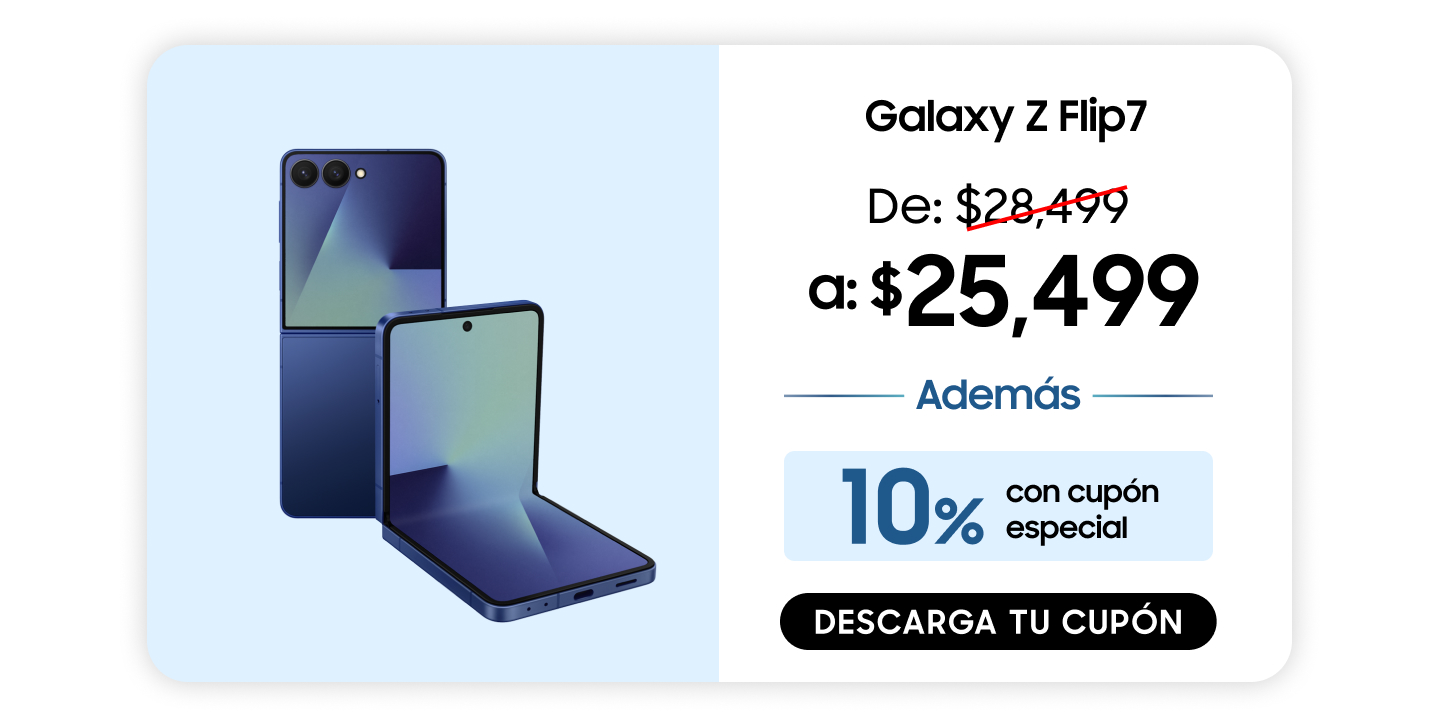 Galaxy Z Flip7
De: $28,499
a: $25,499
Además
10% con cupón
especial
DESCARGA TU CUPÓN